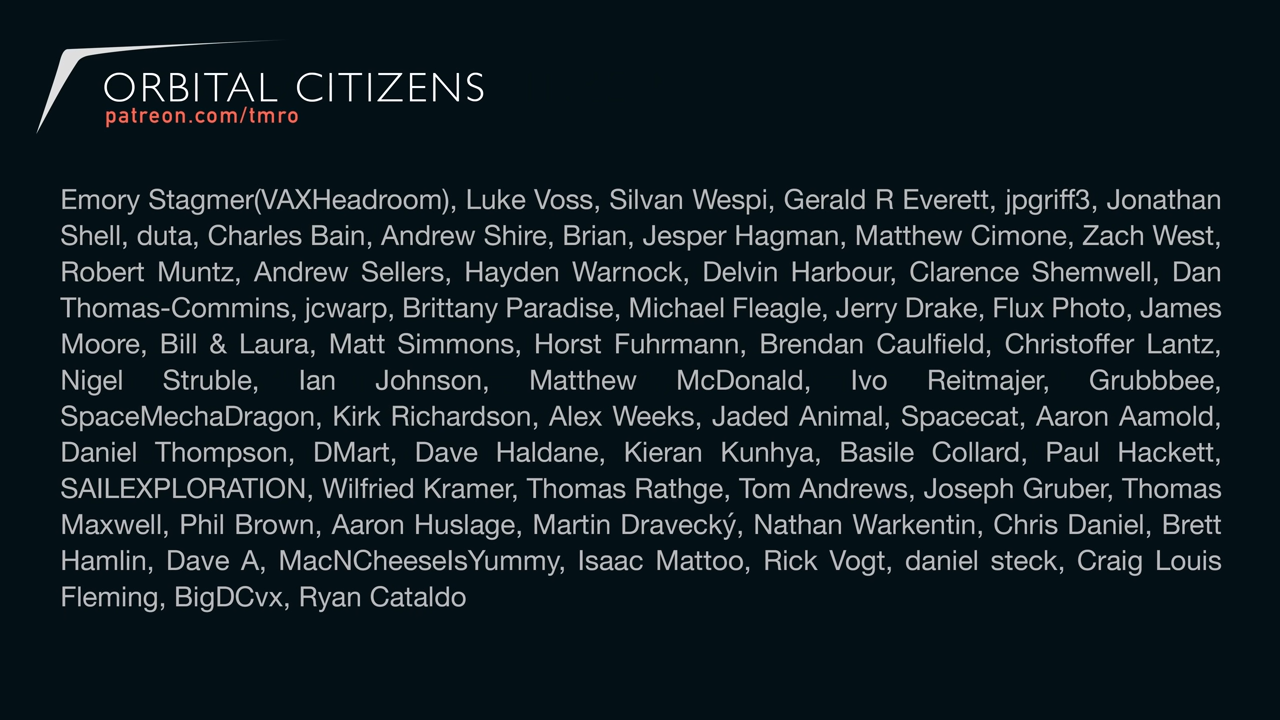 ORBITAL CITIZENS
patreon.com/tmro
Emory Stagmer(VAXHeadroom), Luke Voss, Silvan Wespi, Gerald R Everett, jpgriff3, Jonathan
Shell, duta, Charles Bain, Andrew Shire, Brian, Jesper Hagman, Matthew Cimone, Zach West,
Robert Muntz, Andrew Sellers, Hayden Warnock, Delvin Harbour, Clarence Shemwell, Dan
Thomas-Commins, jcwarp, Brittany Paradise, Michael Fleagle, Jerry Drake, Flux Photo, James
Moore, Bill & Laura, Matt Simmons, Horst Fuhrmann, Brendan Caulfield, Christoffer Lantz,
Nigel Struble, Ian Johnson, Matthew McDonald, Ivo Reitmajer, Grubbbee,
SpaceMechaDragon, Kirk Richardson, Alex Weeks, Jaded Animal, Spacecat, Aaron Aamold,
Daniel Thompson, DMart, Dave Haldane, Kieran Kunhya, Basile Collard, Paul Hackett,
SAILEXPLORATION, Wilfried Kramer, Thomas Rathge, Tom Andrews, Joseph Gruber, Thomas
Maxwell, Phil Brown, Aaron Huslage, Martin Dravecký, Nathan Warkentin, Chris Daniel, Brett
Hamlin, Dave A, MacNCheeseIsYummy, Isaac Mattoo, Rick Vogt, daniel steck, Craig Louis
Fleming, BigDCvx, Ryan Cataldo